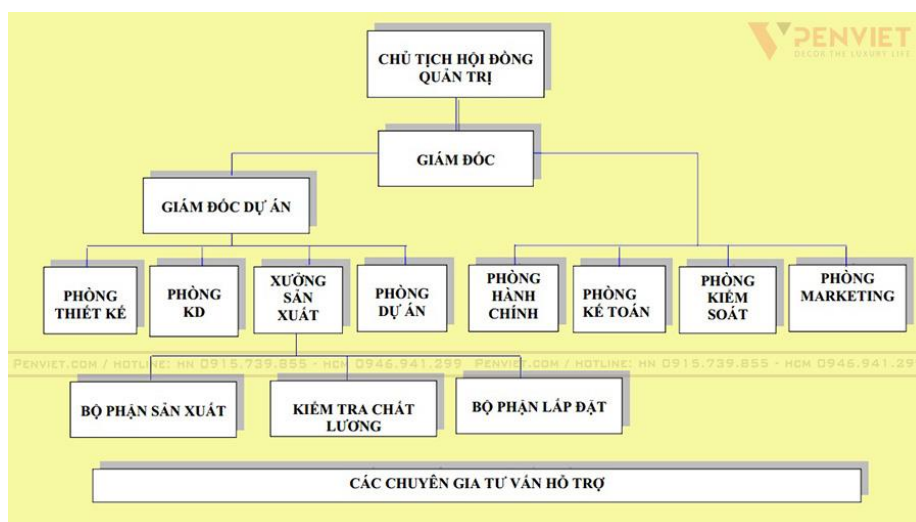 PENVIET
DECOR THE LUXURY LIFE
CHỦ TỊCH HỘI ĐỒNG
QUẢN TRỊ
GIÁM ĐỐC
GIÁM ĐỐC DỰ ÁN
PHÒNG
THIẾT KẾ
PHÒNG
KD
XƯỞNG
SẢN
XUẤT
PHÒNG
DỰ ÁN
PHÒNG
HÀNH
CHÍNH
PHÒNG
KẾ TOÁN
PHÒNG
KIỂM
SOÁT
PHÒNG
MARKETING
PENVIET.COM / HOTLINE: HN 0915.739.855 - HCM 0946.941.299 PENVIET.COM / HOTLINE: HN 0915.739.855 - HCM 0946.941.29
BỘ PHẬN SẢN XUẤT
KIỂM TRA CHẤT
LƯƠNG
BỘ PHẬN LẮP ĐẶT
CÁC CHUYÊN GIA TƯ VẤN HỖ TRỢ